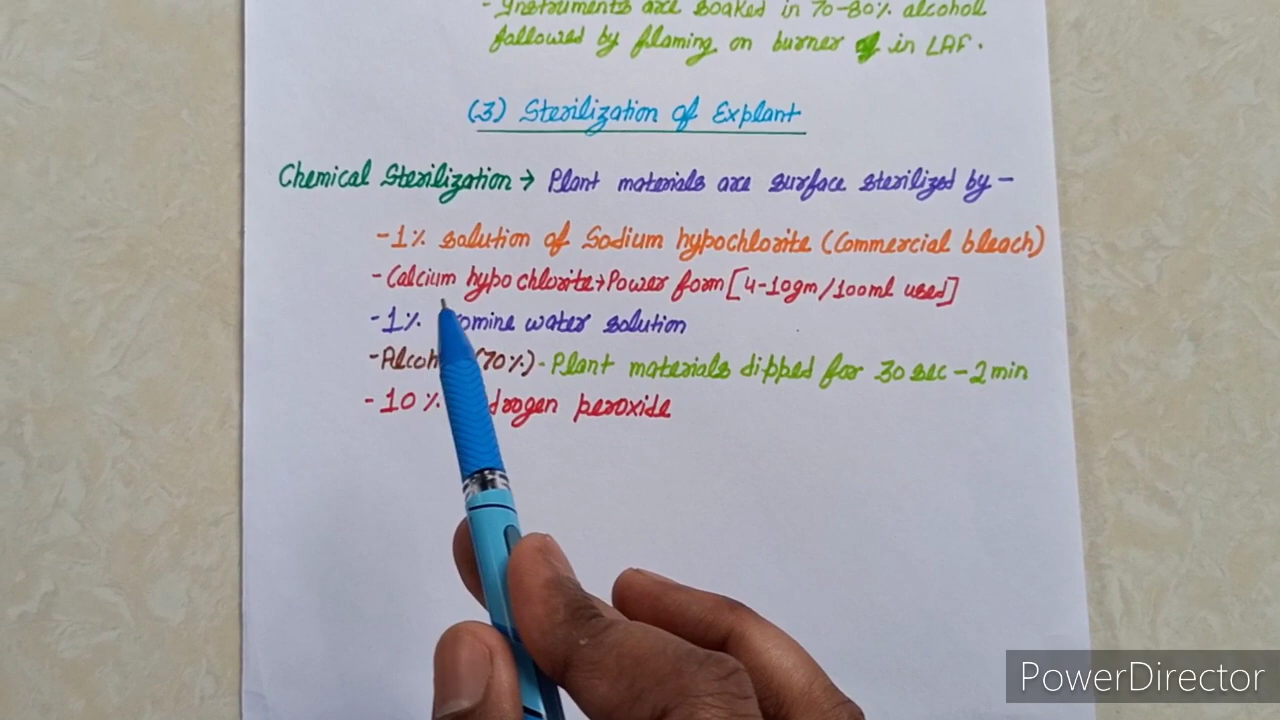 - Instruments are soaked in 70-80% alcohol
followed by flaming on burner in LAF.
(3) Sterilization of Explant
Chemical Sterilization → Plant materials are surface sterilized by -
- 1% solution of Sodium hypochlorite (Commercial bleach)
- Calcium hypo chlorite → Power form [4-10gm/100ml used]
- 1% romine water solution
- Alcoh (70%) - Plant materials dipped for 30 sec - 2 min
- 10% drogen peroxide
PowerDirector